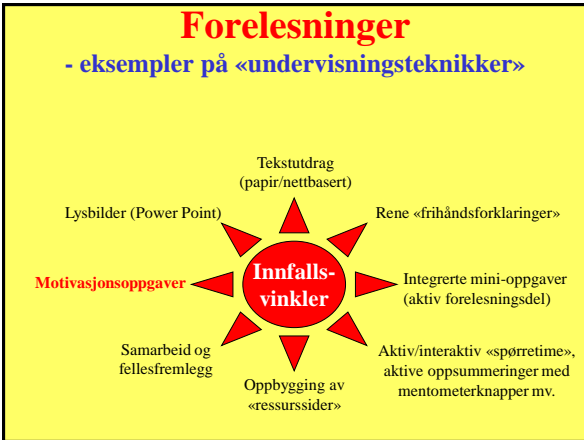 Forelesninger
- eksempler på «undervisningsteknikker»
Tekstutdrag
(papir/nettbasert)
Lysbilder (Power Point)
Rene «frihåndsforklaringer»
Motivasjonsoppgaver
Innfalls-
vinkler
Integrerte mini-oppgaver
(aktiv forelesningsdel)
Samarbeid og
fellesfremlegg
Aktiv/interaktiv «spørretime»,
aktive oppsummeringer med
mentometerknapper mv.
Oppbygging av
«ressurssider»